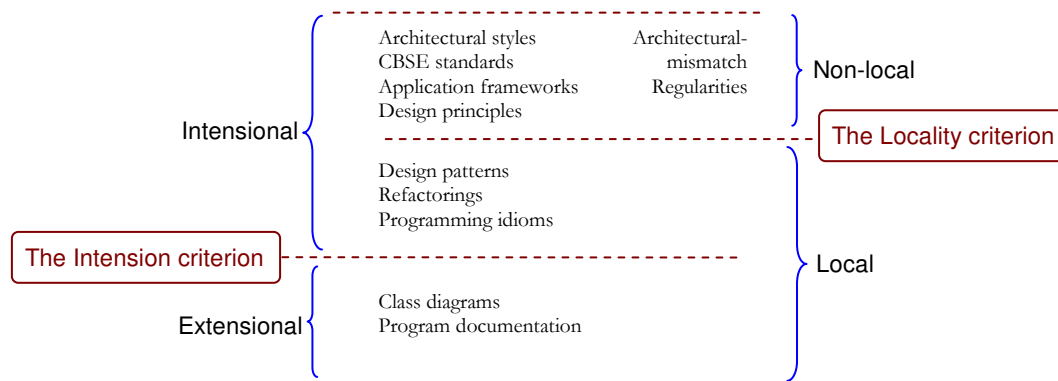 Architectural styles
CBSE standards
Application frameworks
Design principles
Architectural-
mismatch
Regularities
Non-local
Intensional
The Locality criterion
Design patterns
Refactorings
Programming idioms
The Intension criterion
Local
Class diagrams
Program documentation
Extensional